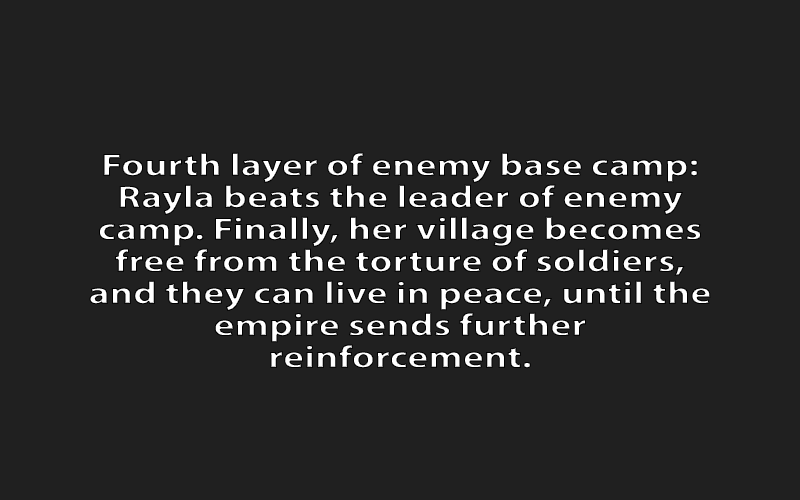 Fourth layer of enemy base camp:
Rayla beats the leader of enemy
camp. Finally, her village becomes
free from the torture of soldiers,
and they can live in peace, until the
empire sends further
reinforcement.